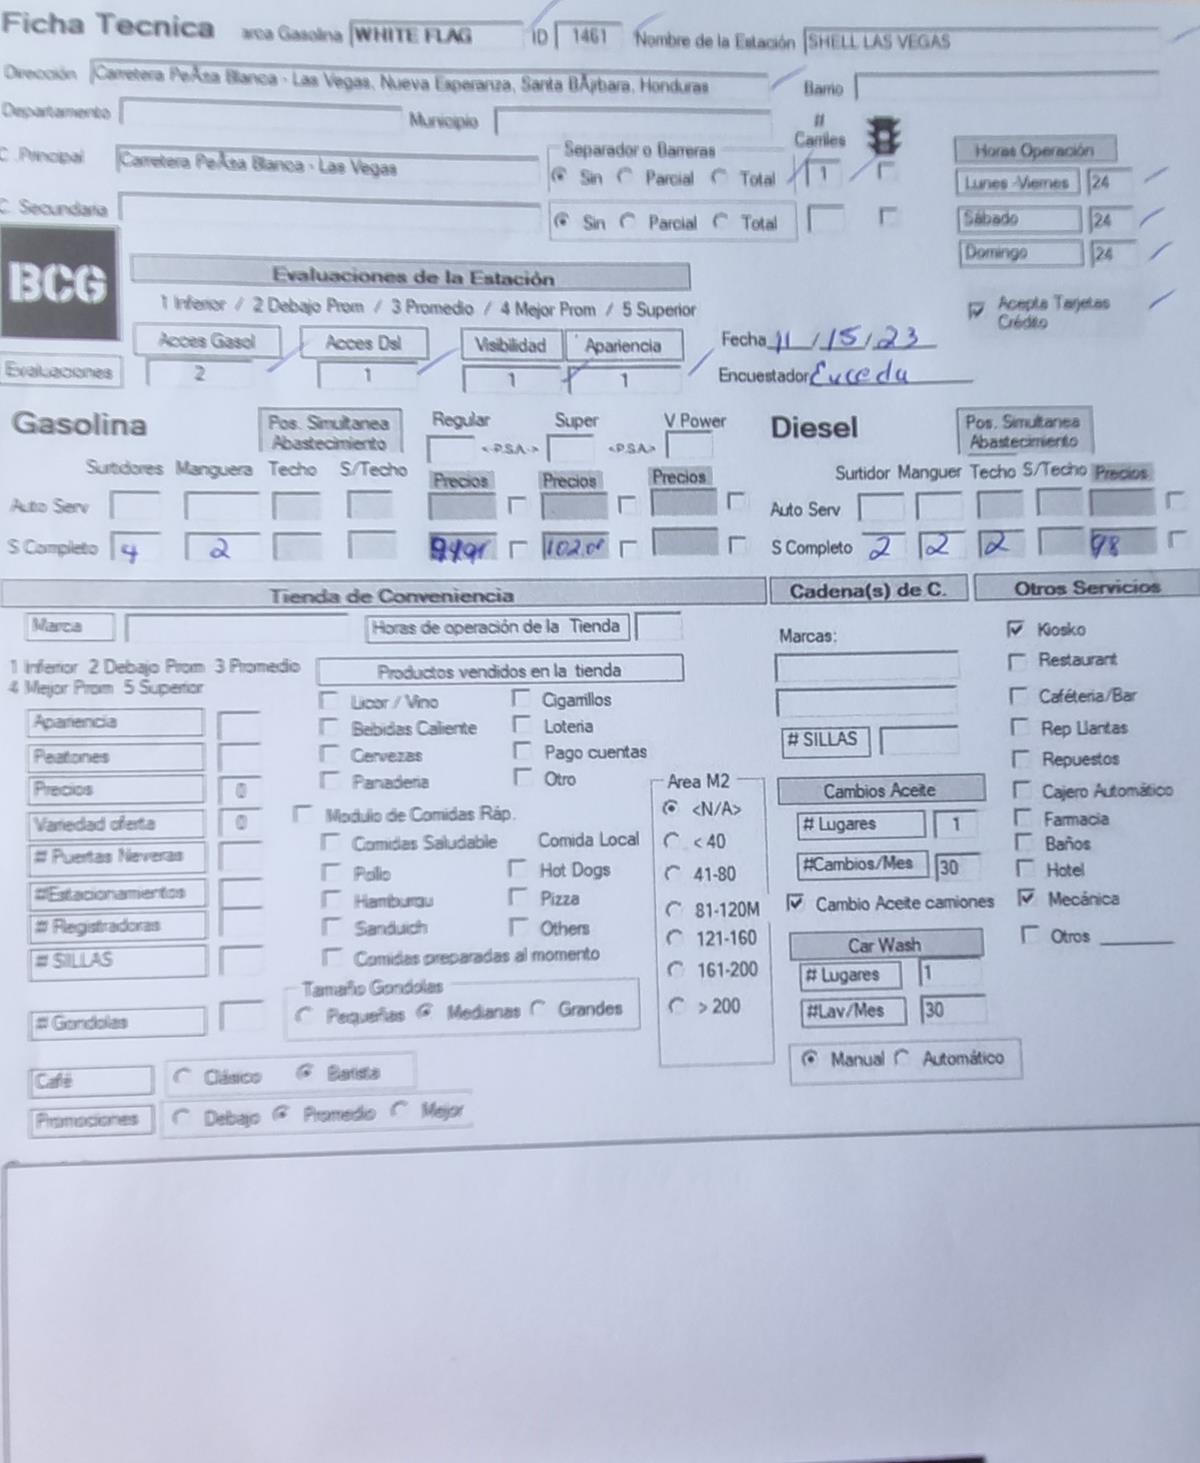 Ficha Tecnica arca Gasolina WHITE FLAG ID 1461 Nombre de la Estación SHELL LAS VEGAS
Dirección Carretera PeÃ±a Blanca - Las Vegas, Nueva Esperanza, Santa BÃ¡rbara, Honduras Barrio
Departamento Municipio # Carriles
C .Principal Carretera PeÃ±a Blanca - Las Vegas Separador o Barreras Sin Parcial Total 1
C. Secundaria Sin Parcial Total
Horas Operación
Lunes -Viernes 24
Sábado 24
Domingo 24
Acepta Tarjetas Crédito
BCG
Evaluaciones de la Estación
1 Inferior / 2 Debajo Prom / 3 Promedio / 4 Mejor Prom / 5 Superior
Acces Gasol Acces Dsl Visibilidad Apariencia
Evaluaciones 2 1 1 1
Fecha 11/15/23
Encuestador Euceda
Gasolina Pos. Simultanea Abastecimiento Regular Super V Power
<-P.S.A-> <-P.S.A>
Surtidores Manguera Techo S/Techo Precios Precios Precios
Auto Serv
S Completo 4 2 102.01
Diesel Pos. Simultanea Abastecimiento
Surtidor Manguer Techo S/Techo Precios
Auto Serv
S Completo 2 2 2 98
Tienda de Conveniencia
Marca Horas de operación de la Tienda
1 Inferior 2 Debajo Prom 3 Promedio
4 Mejor Prom 5 Superior
Apariencia
Peatones
Precios 0
Variedad oferta 0
# Puertas Neveras
#Estacionamientos
# Registradoras
# SILLAS
# Gondolas
Productos vendidos en la tienda
Licor / Vino Cigarrillos
Bebidas Caliente Loteria
Cervezas Pago cuentas
Panaderia Otro
Modulo de Comidas Ráp.
Comidas Saludable Comida Local
Pollo Hot Dogs
Hamburgu Pizza
Sanduich Others
Comidas preparadas al momento
Tamaño Gondolas
Pequeñas Medianas Grandes
Area M2
<N/A>
< 40
41-80
81-120M
121-160
161-200
> 200
Café Clásico Barista
Promociones Debajo Promedio Mejor
Cadena(s) de C.
Marcas:
# SILLAS
Cambios Aceite
# Lugares 1
#Cambios/Mes 30
Cambio Aceite camiones
Car Wash
# Lugares 1
#Lav/Mes 30
Manual Automático
Otros Servicios
Kiosko
Restaurant
Caféteria/Bar
Rep Llantas
Repuestos
Cajero Automático
Farmacia
Baños
Hotel
Mecánica
Otros